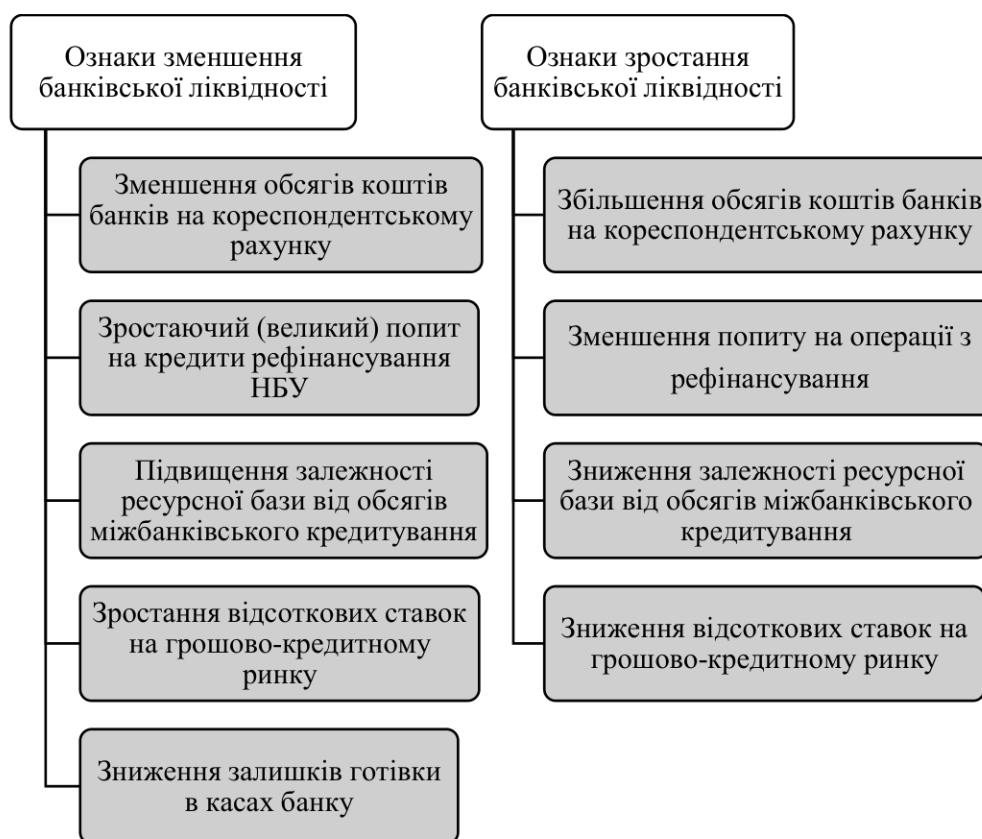 Ознаки зменшення
банківської ліквідності
Зменшення обсягів коштів
банків на кореспондентському
рахунку
Зростаючий (великий) попит
на кредити рефінансування
НБУ
Підвищення залежності
ресурсної бази від обсягів
міжбанківського кредитування
Зростання відсоткових ставок
на грошово-кредитному
ринку
Зниження залишків готівки
в касах банку
Ознаки зростання
банківської ліквідності
Збільшення обсягів коштів банків
на кореспондентському рахунку
Зменшення попиту на операції з
рефінансування
Зниження залежності ресурсної
бази від обсягів міжбанківського
кредитування
Зниження відсоткових ставок на
грошово-кредитному ринку